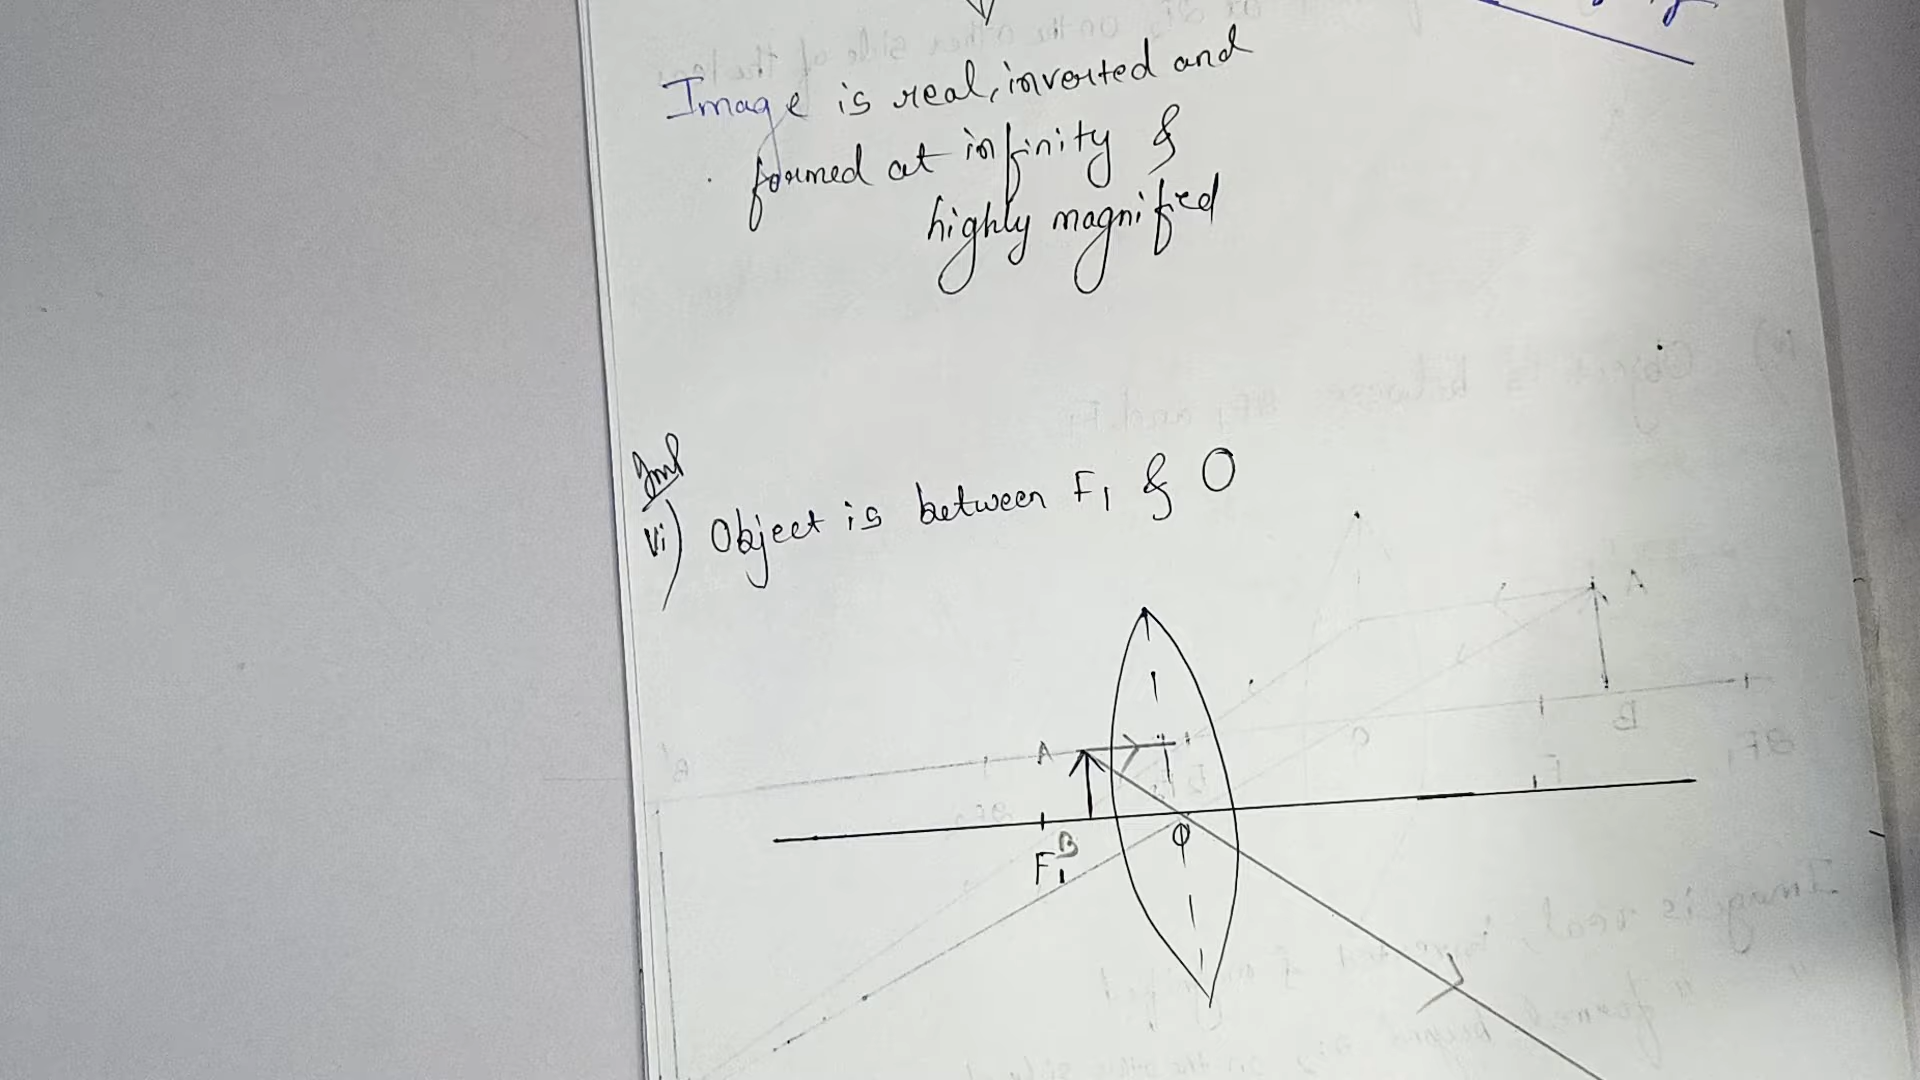 Image is real, inverted and
formed at infinity &
highly magnified
Imp
vi) Object is between F₁ & O
A
B
F₁
O